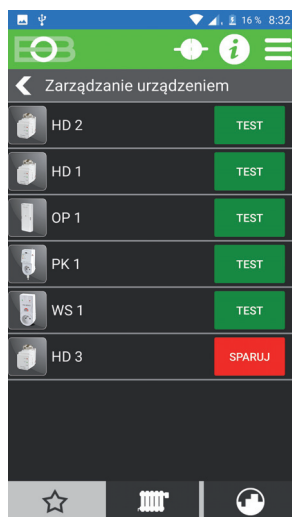 16% 8:32
EOB
Zarządzanie urządzeniem
HD 2 TEST
HD 1 TEST
OP 1 TEST
PK 1 TEST
WS 1 TEST
HD 3 SPARUJ